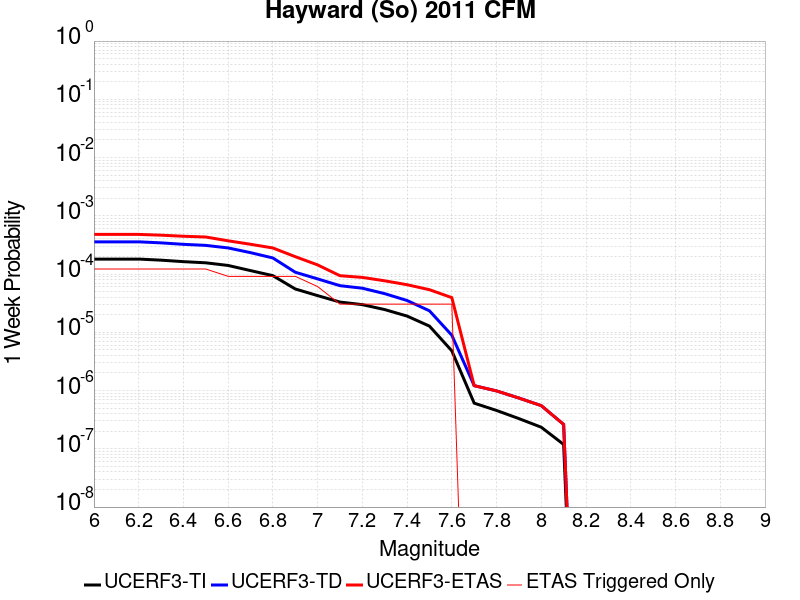 Hayward (So) 2011 CFM
10^0
10^-1
10^-2
10^-3
10^-4
10^-5
10^-6
10^-7
10^-8
1 Week Probability
6 6.2 6.4 6.6 6.8 7 7.2 7.4 7.6 7.8 8 8.2 8.4 8.6 8.8 9
Magnitude
UCERF3-TI UCERF3-TD UCERF3-ETAS ETAS Triggered Only